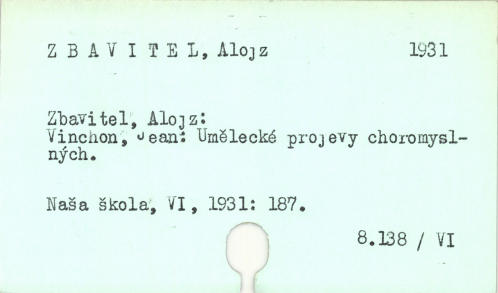 Z B A V I T E L, Alojz 1931
Zbavitel, Alojz:
Vinchon, Jean: Umělecké projevy choromysl-
ných.
Naša škola, VI, 1931: 187.
8.138 / VI